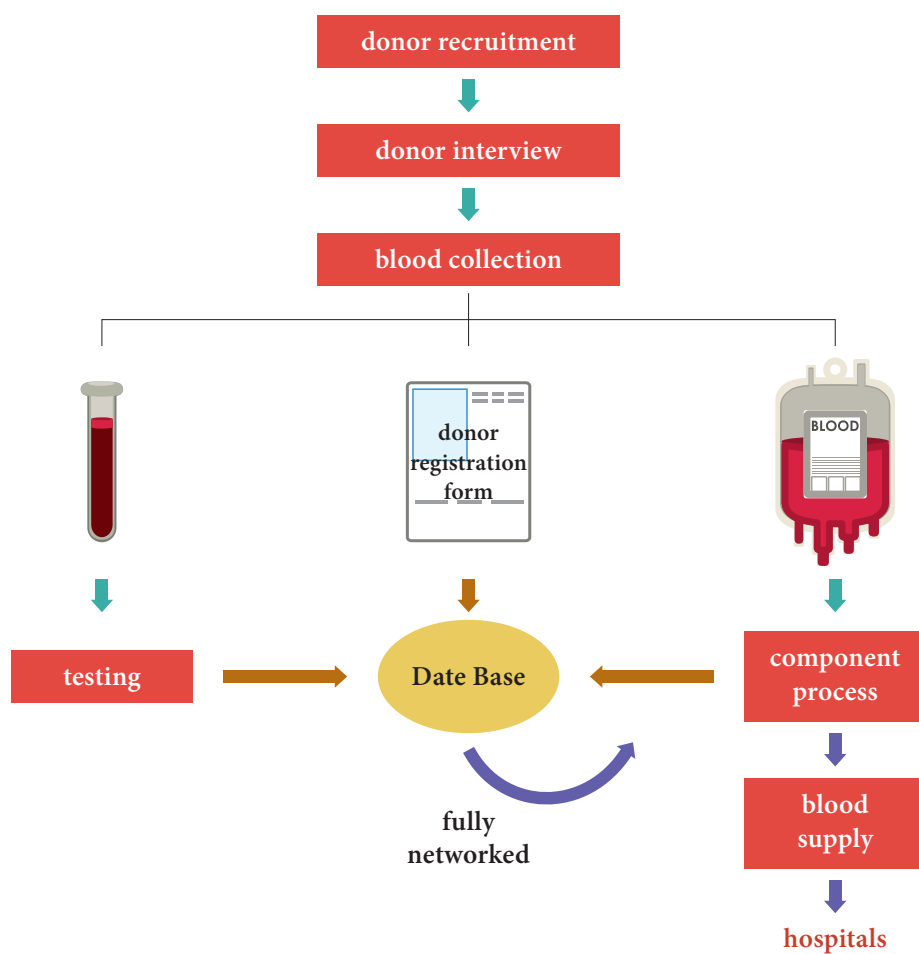 donor recruitment
donor interview
blood collection
donor
registration
form
BLOOD
testing
Date Base
component
process
fully
networked
blood
supply
hospitals